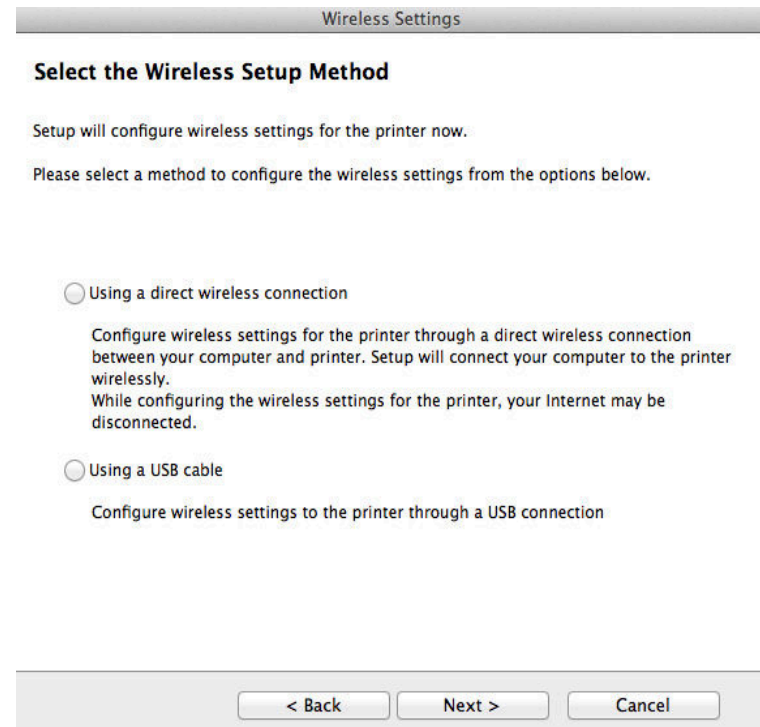 Wireless Settings
Select the Wireless Setup Method
Setup will configure wireless settings for the printer now.
Please select a method to configure the wireless settings from the options below.
Using a direct wireless connection
Configure wireless settings for the printer through a direct wireless connection
between your computer and printer. Setup will connect your computer to the printer
wirelessly.
While configuring the wireless settings for the printer, your Internet may be
disconnected.
Using a USB cable
Configure wireless settings to the printer through a USB connection
< Back Next > Cancel